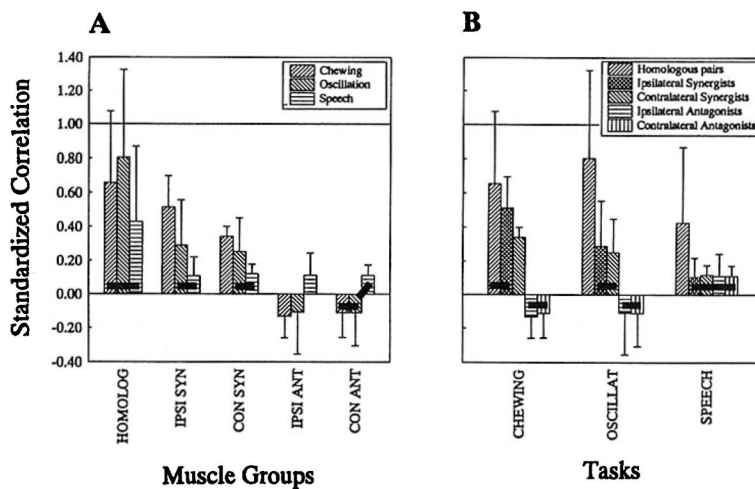 A
B
Standardized Correlation
1.40
1.00
0.80
0.60
0.40
0.20
0.00
-0.20
-0.40
Chewing
Oscillation
Speech
HOMOLOG
IPSI SYN
CON SYN
IPSI ANT
CON ANT
Muscle Groups
Homologous pairs
Ipsilateral Synergists
Contralateral Synergists
Ipsilateral Antagonists
Contralateral Antagonists
CHEWING
OSCILLAT
SPEECH
Tasks